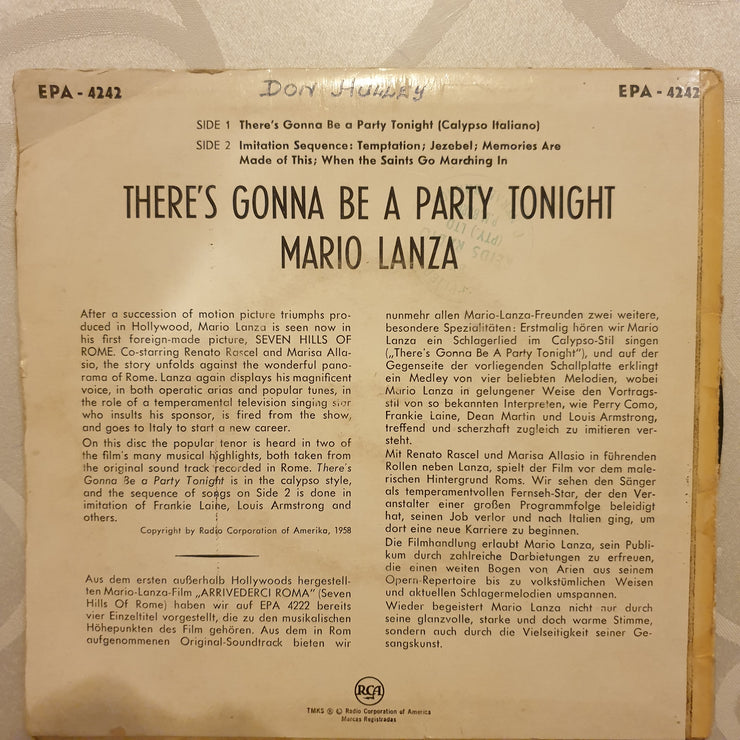 EPA - 4242
DON HULLEY
EPA - 4242
SIDE 1 There's Gonna Be a Party Tonight (Calypso Italiano)
SIDE 2 Imitation Sequence: Temptation; Jezebel; Memories Are
Made of This; When the Saints Go Marching In
THERE'S GONNA BE A PARTY TONIGHT
MARIO LANZA
(PTY) LTD
After a succession of motion picture triumphs pro-
duced in Hollywood, Mario Lanza is seen now in
his first foreign-made picture, SEVEN HILLS OF
ROME. Co-starring Renato Rascel and Marisa Alla-
sio, the story unfolds against the wonderful pano-
rama of Rome. Lanza again displays his magnificent
voice, in both operatic arias and popular tunes, in
the role of a temperamental television singing star
who insults his sponsor, is fired from the show,
and goes to Italy to start a new career.
On this disc the popular tenor is heard in two of
the film's many musical highlights, both taken from
the original sound track recorded in Rome. There's
Gonna Be a Party Tonight is in the calypso style,
and the sequence of songs on Side 2 is done in
imitation of Frankie Laine, Louis Armstrong and
others.
Copyright by Radio Corporation of Amerika, 1958
Aus dem ersten außerhalb Hollywoods hergestell-
ten Mario-Lanza-Film „ARRIVEDERCI ROMA" (Seven
Hills Of Rome) haben wir auf EPA 4222 bereits
vier Einzeltitel vorgestellt, die zu den musikalischen
Höhepunkten des Film gehören. Aus dem in Rom
aufgenommenen Original-Soundtrack bieten wir
nunmehr allen Mario-Lanza-Freunden zwei weitere,
besondere Spezialitäten: Erstmalig hören wir Mario
Lanza ein Schlagerlied im Calypso-Stil singen
(„There's Gonna Be A Party Tonight"), und auf der
Gegenseite der vorliegenden Schallplatte erklingt
ein Medley von vier beliebten Melodien, wobei
Mario Lanza in gelungener Weise den Vortrags-
stil von so bekannten Interpreten, wie Perry Como,
Frankie Laine, Dean Martin und Louis Armstrong,
treffend und scherzhaft zugleich zu imitieren ver-
steht.
Mit Renato Rascel und Marisa Allasio in führenden
Rollen neben Lanza, spielt der Film vor dem male-
rischen Hintergrund Roms. Wir sehen den Sänger
als temperamentvollen Fernseh-Star, der den Ver-
anstalter einer großen Programmfolge beleidigt
hat, seinen Job verlor und nach Italien ging, um
dort eine neue Karriere zu beginnen.
Die Filmhandlung erlaubt Mario Lanza, sein Publi-
kum durch zahlreiche Darbietungen zu erfreuen,
die einen weiten Bogen von Arien aus seinem
Opern-Repertoire bis zu volkstümlichen Weisen
und aktuellen Schlagermelodien umspannen.
Wieder begeistert Mario Lanza nicht nur durch
seine glanzvolle, starke und doch warme Stimme,
sondern auch durch die Vielseitigkeit seiner Ge-
sangskunst.
RCA
TMKS ® © Radio Corporation of America
Marcas Registradas